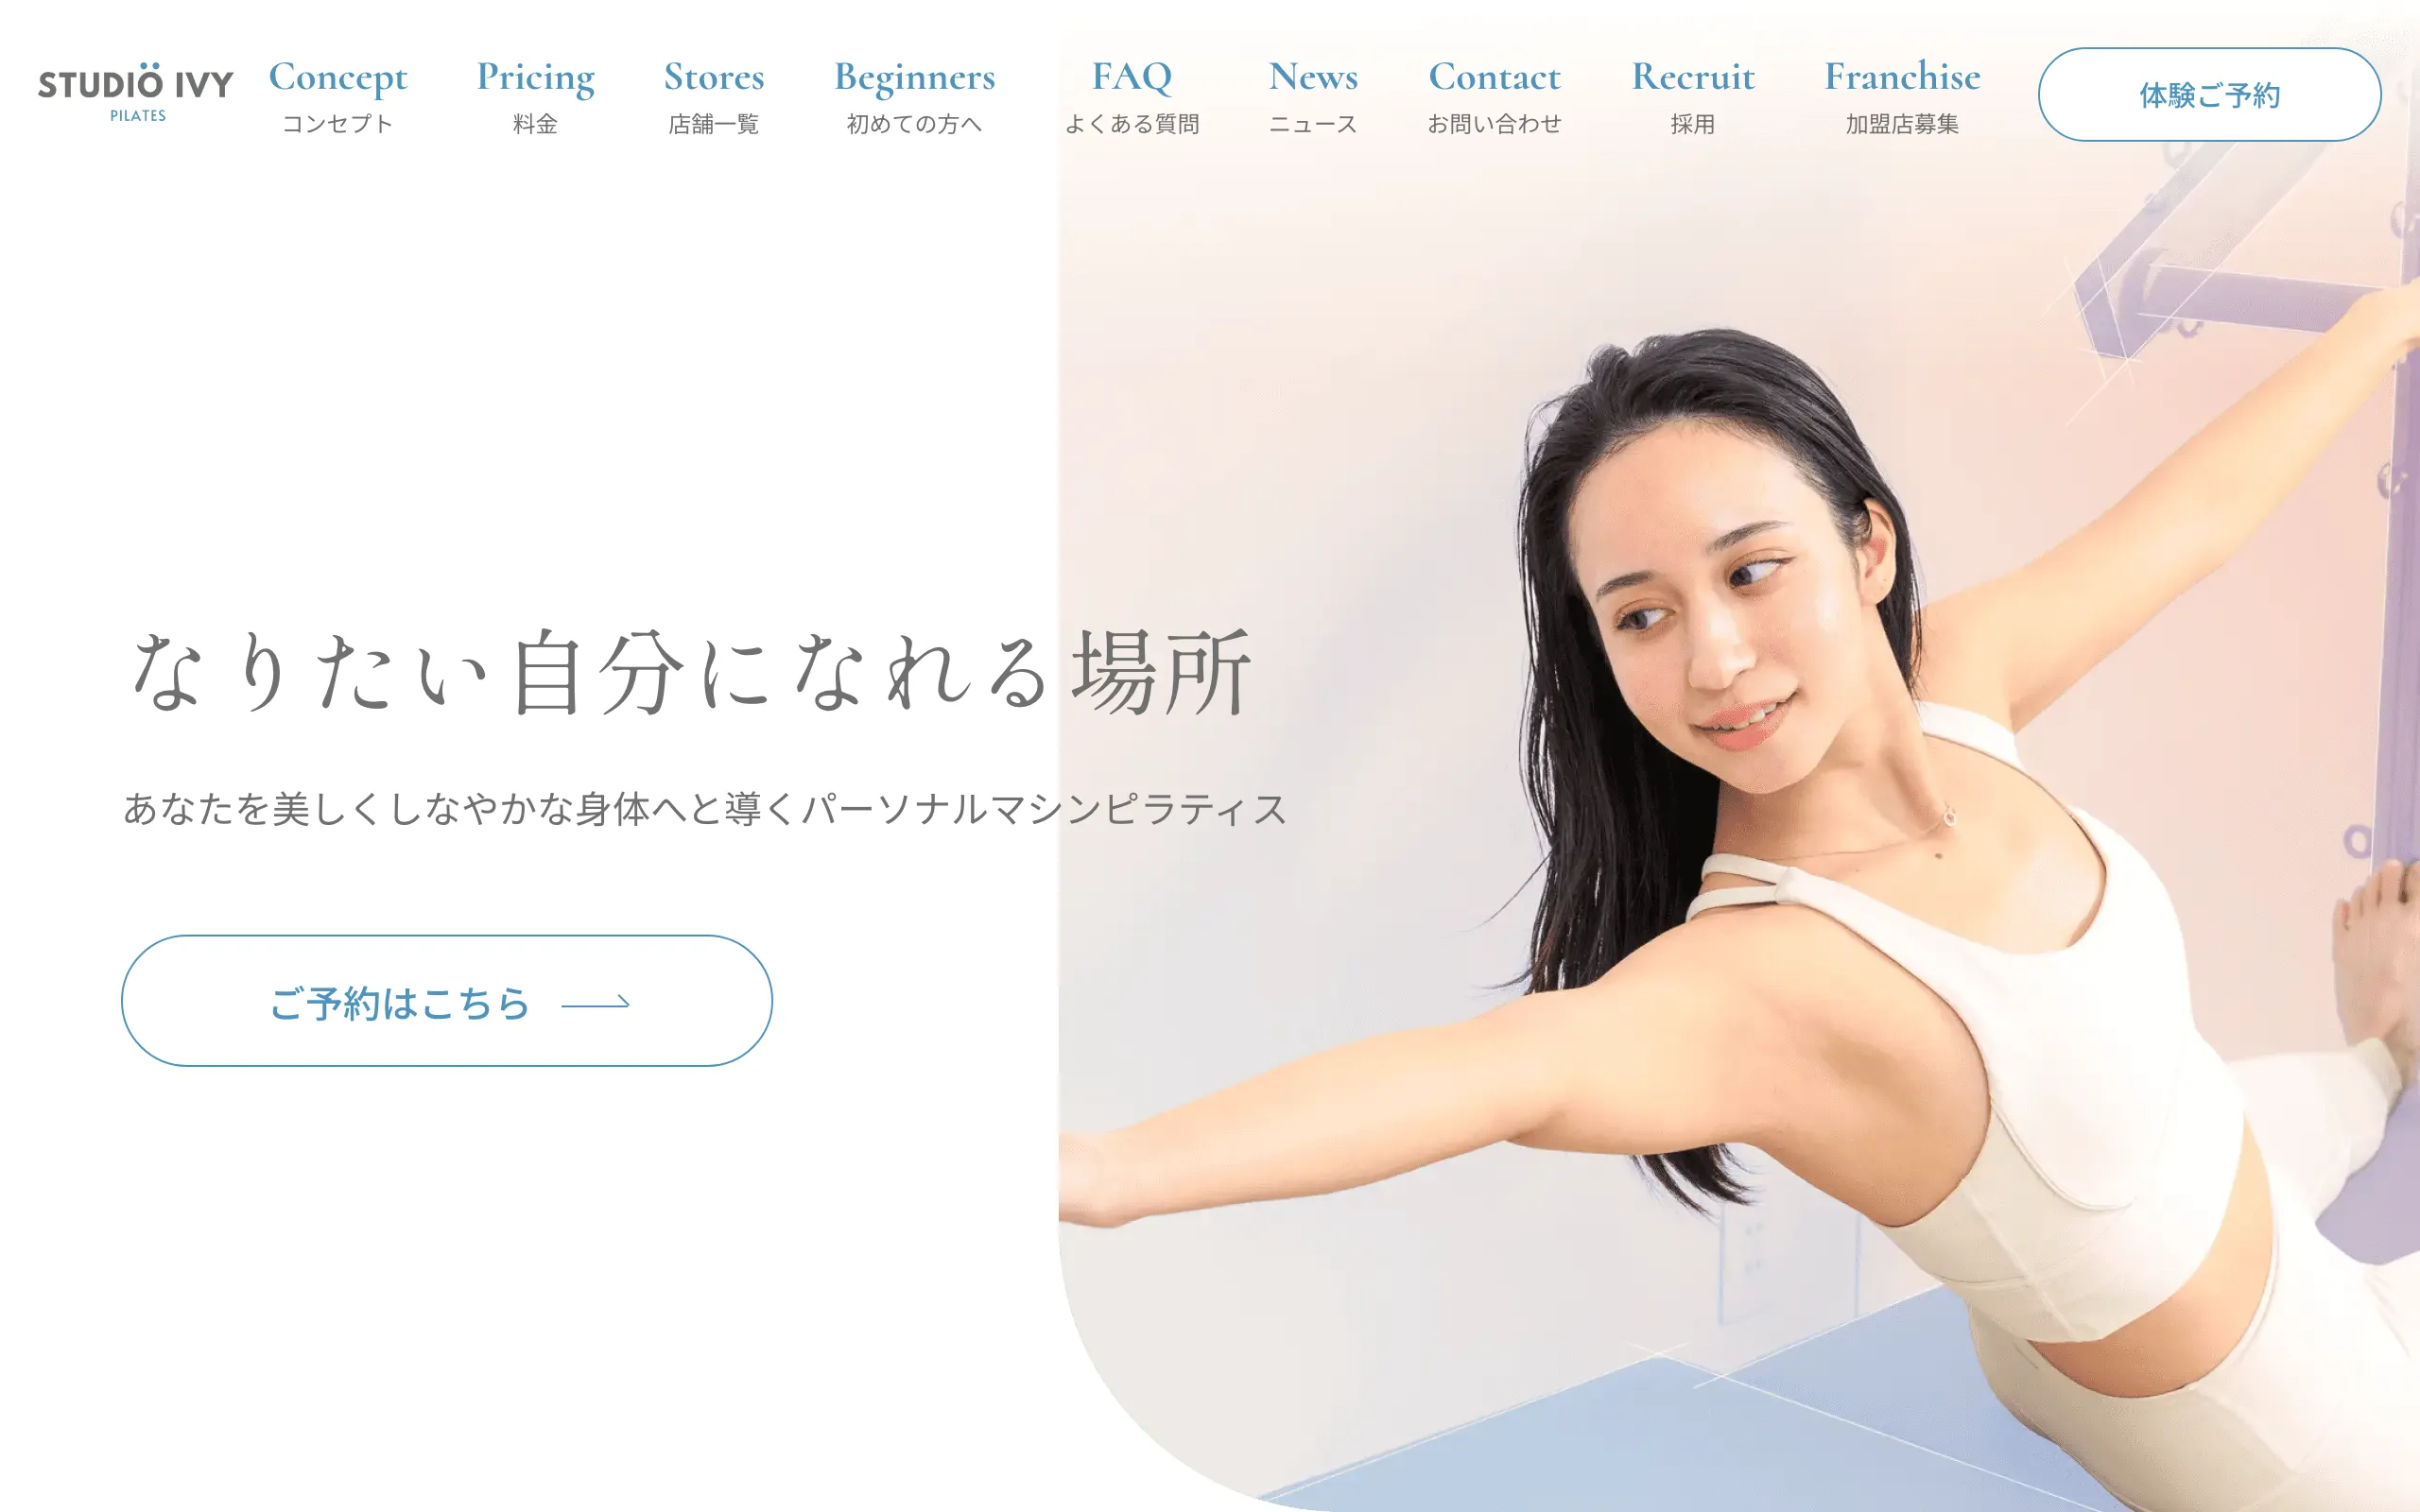 STUDIÖ IVY
PILATES
Concept
コンセプト
Pricing
料金
Stores
店舗一覧
Beginners
初めての方へ
FAQ
よくある質問
News
ニュース
Contact
お問い合わせ
Recruit
採用
Franchise
加盟店募集
体験ご予約
なりたい自分になれる場所
あなたを美しくしなやかな身体へと導くパーソナルマシンピラティス
ご予約はこちら